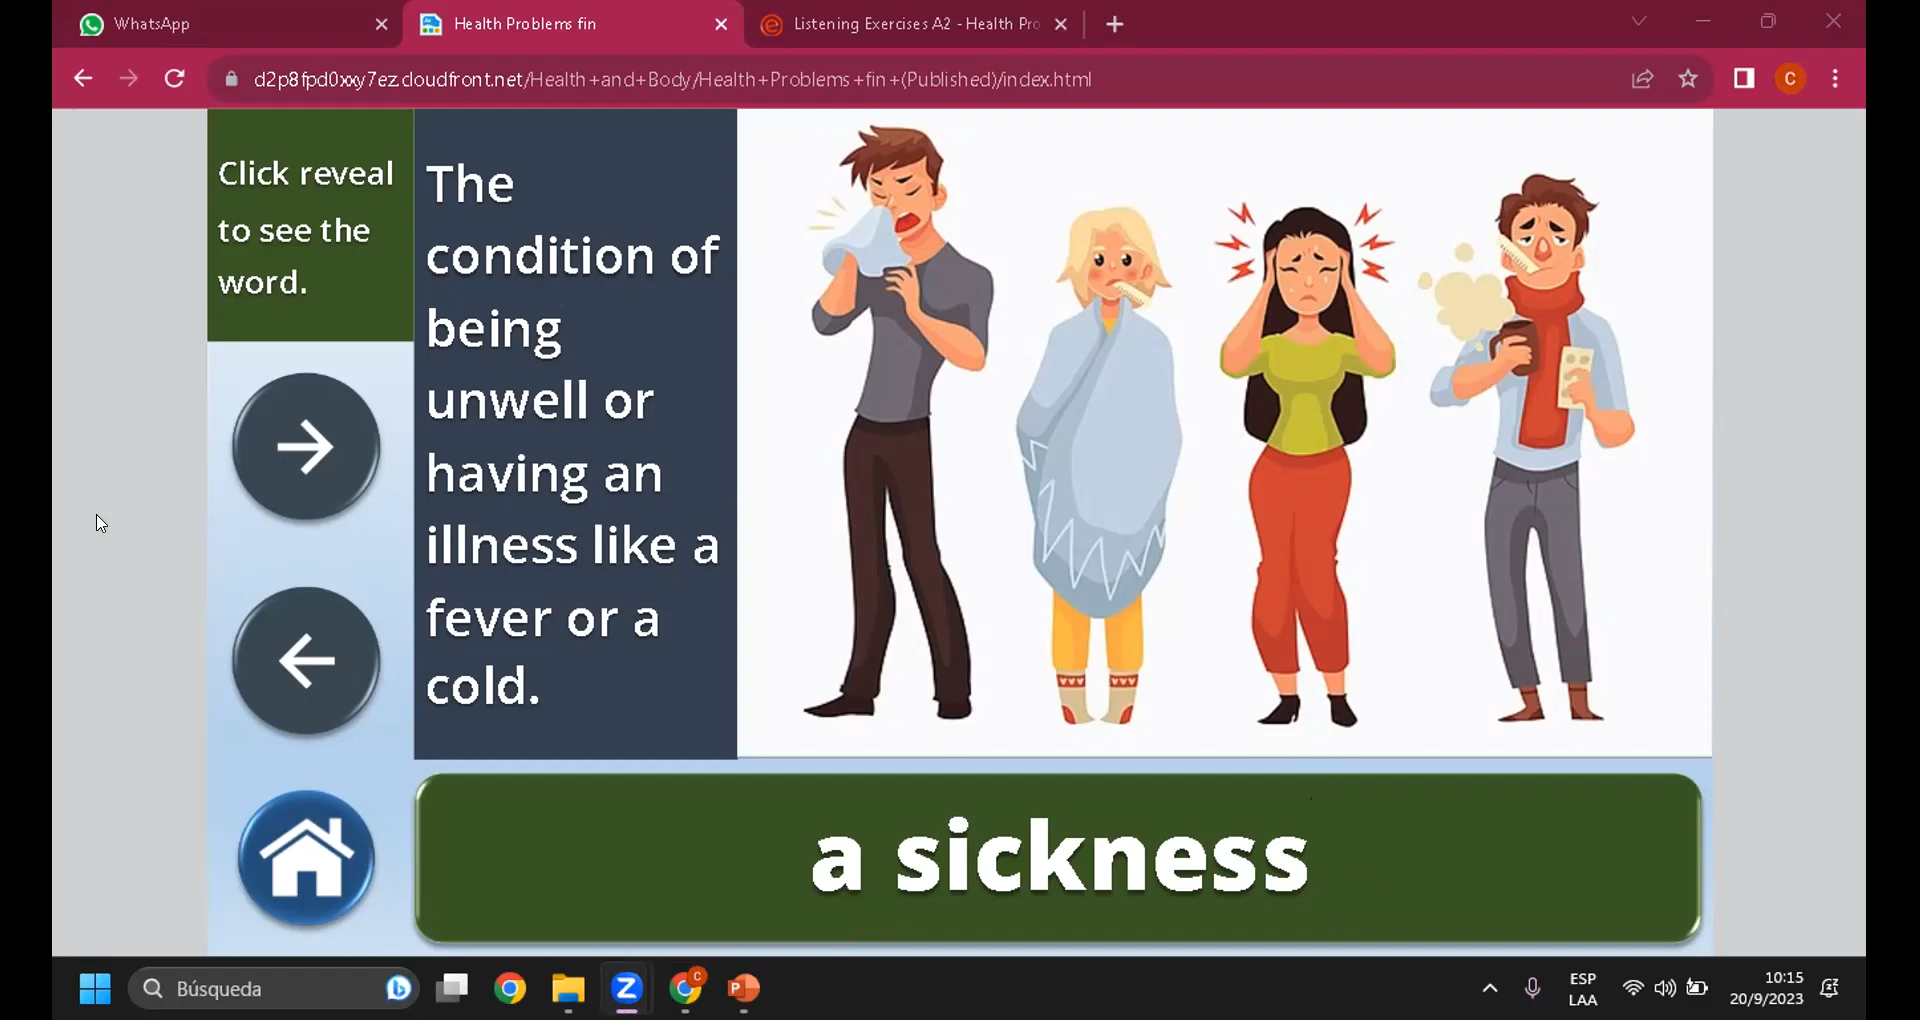 WhatsApp
Health Problems fin
Listening Exercises A2 - Health Pro
d2p8fpd0xxy7ez.cloudfront.net/Health+and+Body/Health+Problems+fin+(Published)/index.html
C
Click reveal
to see the
word.
The
condition of
being
unwell or
having an
illness like a
fever or a
cold.
a sickness
Búsqueda
C
ESP
LAA
10:15
20/9/2023